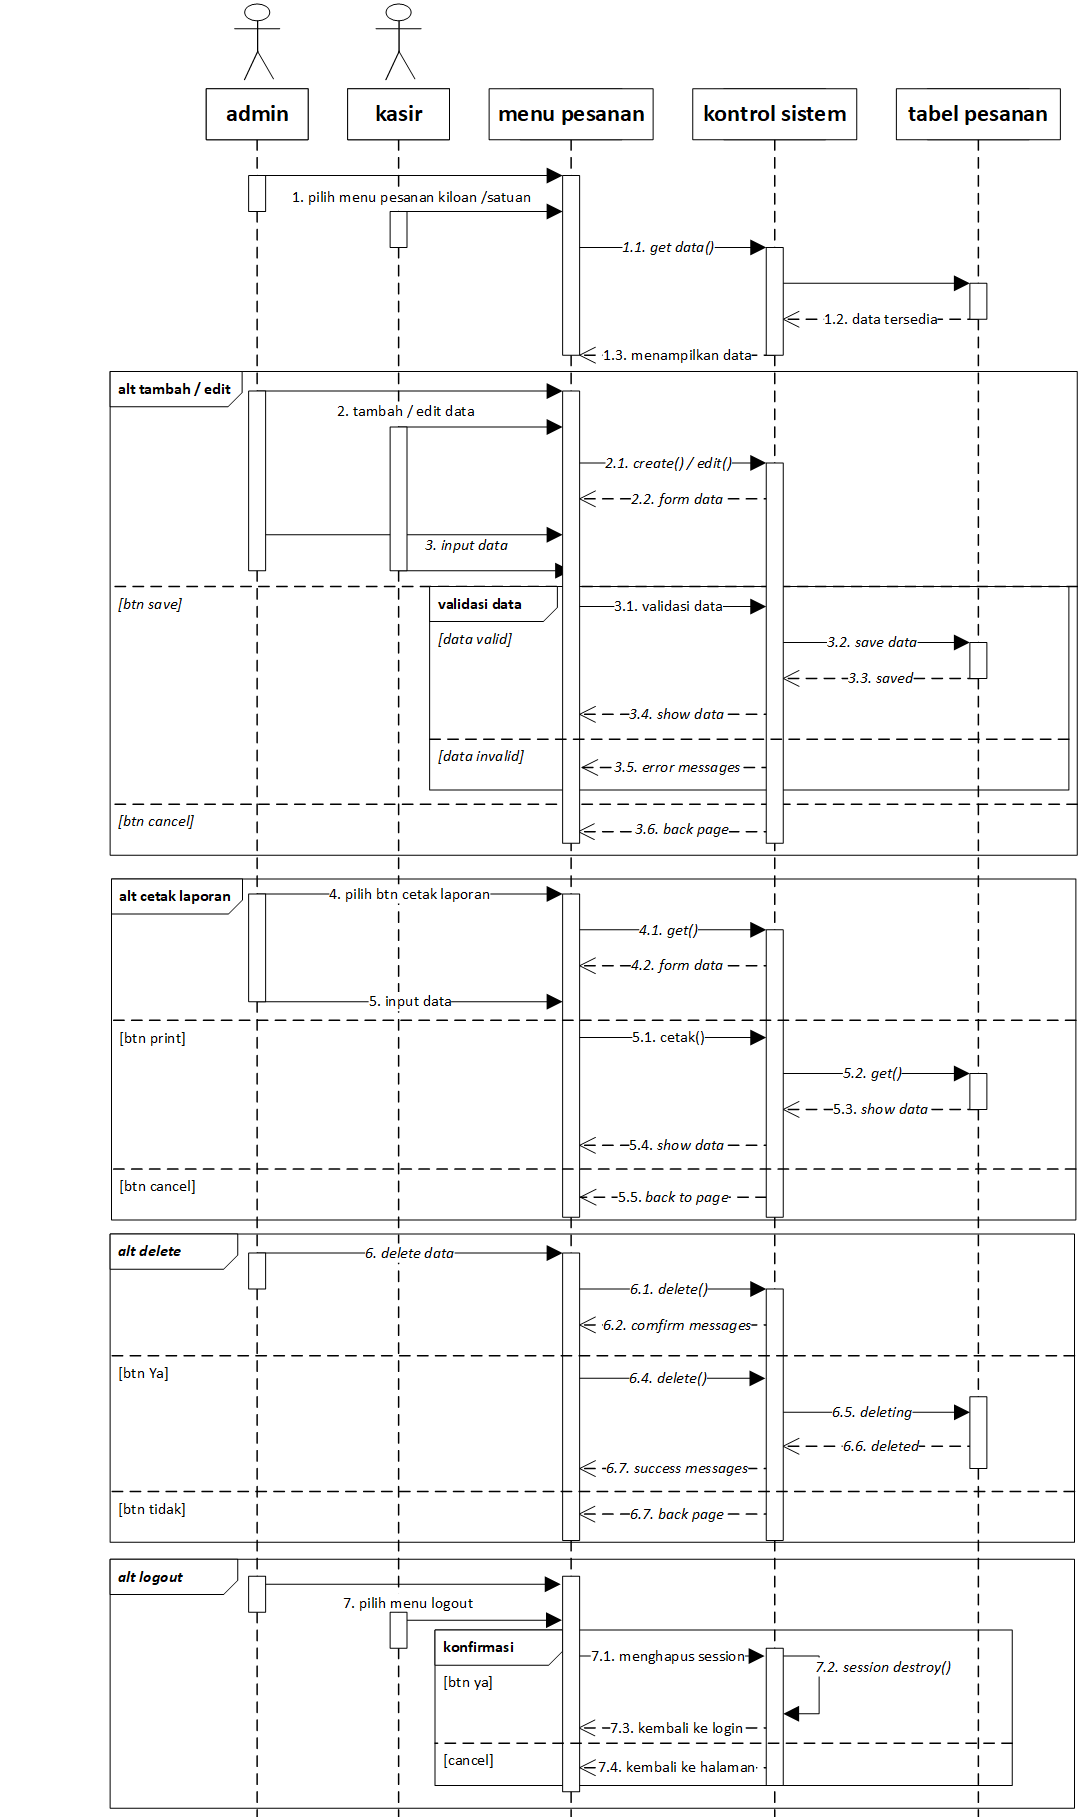 admin
kasir
menu pesanan
kontrol sistem
tabel pesanan
1. pilih menu pesanan kiloan /satuan
1.1. get data()
1.2. data tersedia
1.3. menampilkan data
alt tambah / edit
2. tambah / edit data
2.1. create() / edit()
2.2. form data
3. input data
[btn save]
validasi data
3.1. validasi data
[data valid]
3.2. save data
3.3. saved
3.4. show data
[data invalid]
3.5. error messages
[btn cancel]
3.6. back page
alt cetak laporan
4. pilih btn cetak laporan
4.1. get()
4.2. form data
5. input data
[btn print]
5.1. cetak()
5.2. get()
5.3. show data
5.4. show data
[btn cancel]
5.5. back to page
alt delete
6. delete data
6.1. delete()
6.2. comfirm messages
[btn Ya]
6.4. delete()
6.5. deleting
6.6. deleted
6.7. success messages
[btn tidak]
6.7. back page
alt logout
7. pilih menu logout
konfirmasi
7.1. menghapus session
7.2. session destroy()
[btn ya]
7.3. kembali ke login
[cancel]
7.4. kembali ke halaman